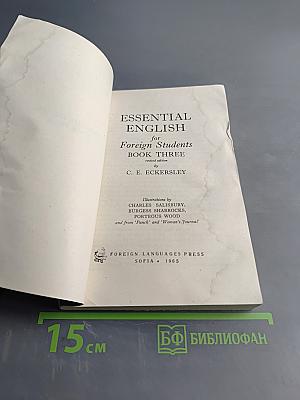 ESSENTIAL
ENGLISH
for
Foreign Students
BOOK THREE
revised edition
by
C. E. ECKERSLEY
Illustrations by
CHARLES SALISBURY,
BURGESS SHARROCKS,
PORTEOUS WOOD
and from 'Punch' and 'Woman's Journal'
FOREIGN LANGUAGES PRESS
SOFIA • 1965
15 см
БФ БИБЛИОФАН